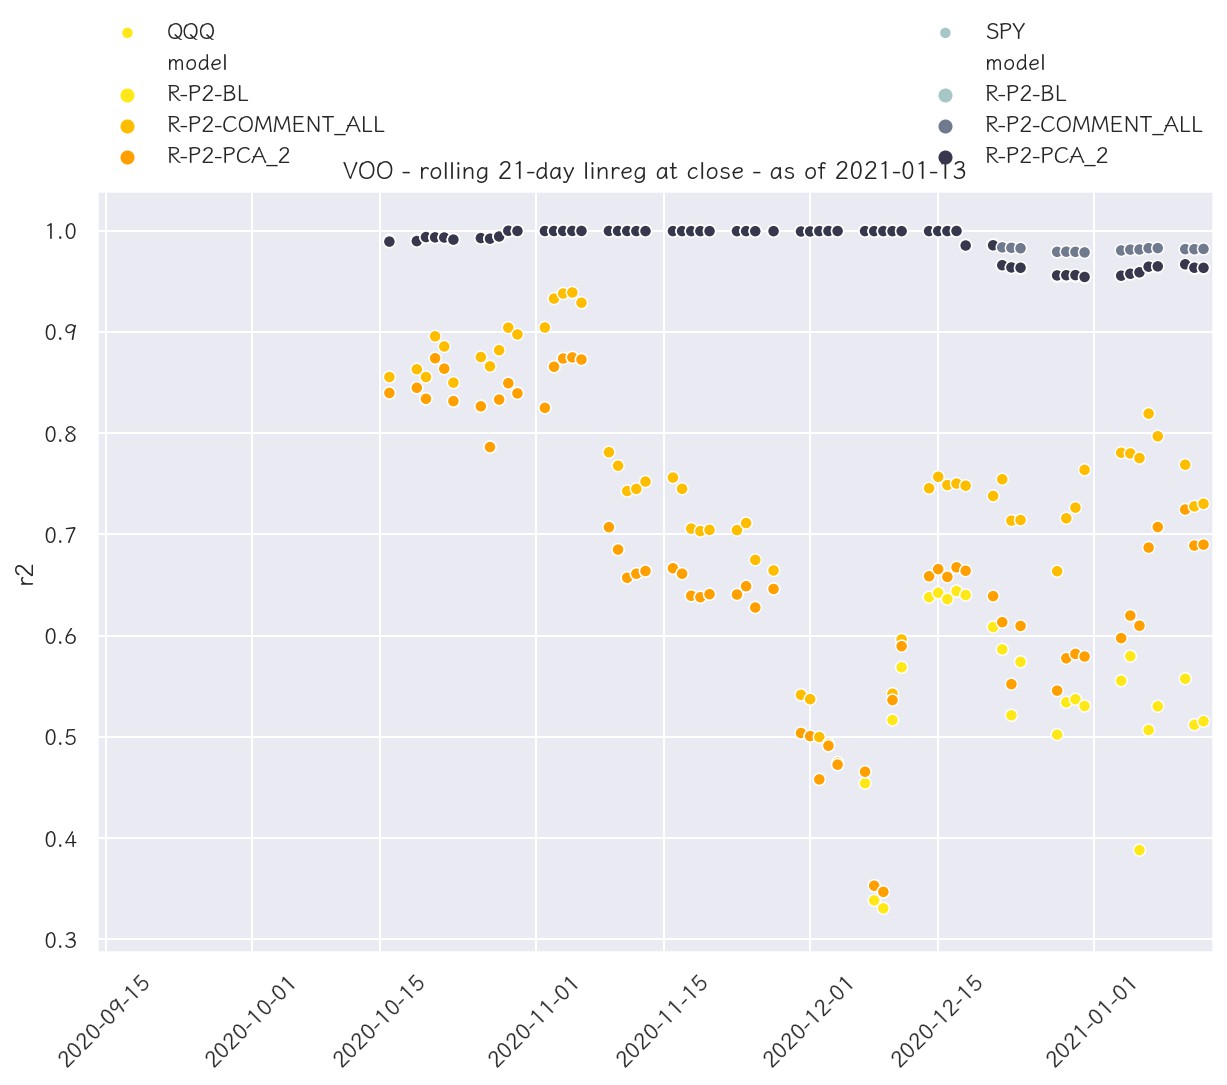 QQQ
model
R-P2-BL
R-P2-COMMENT_ALL
R-P2-PCA_2
SPY
model
R-P2-BL
R-P2-COMMENT_ALL
R-P2-PCA_2
VOO - rolling 21-day linreg at close - as of 2021-01-13
1.0
0.9
0.8
0.7
0.6
0.5
0.4
0.3
r2
2020-09-15
2020-10-01
2020-10-15
2020-11-01
2020-11-15
2020-12-01
2020-12-15
2021-01-01